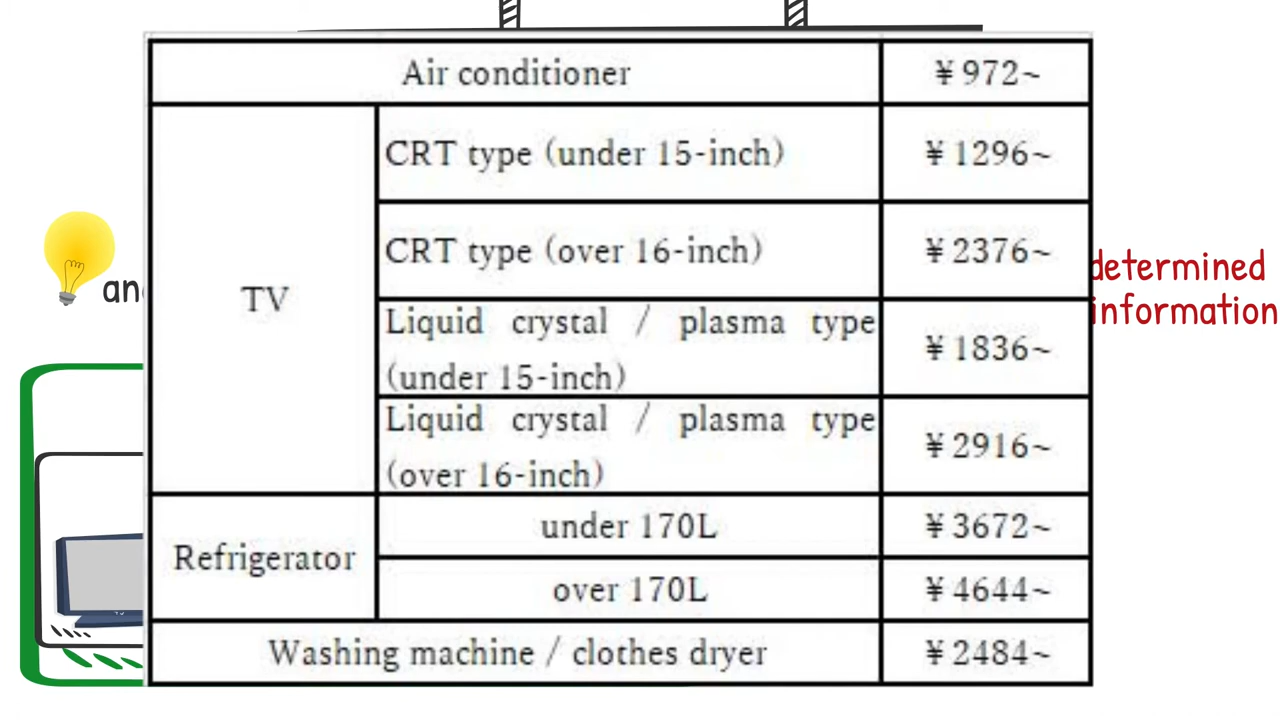 Air conditioner ¥972~
TV
CRT type (under 15-inch) ¥1296~
CRT type (over 16-inch) ¥2376~
Liquid crystal / plasma type
(under 15-inch) ¥1836~
Liquid crystal / plasma type
(over 16-inch) ¥2916~
Refrigerator
under 170L ¥3672~
over 170L ¥4644~
Washing machine / clothes dryer ¥2484~
determined
information